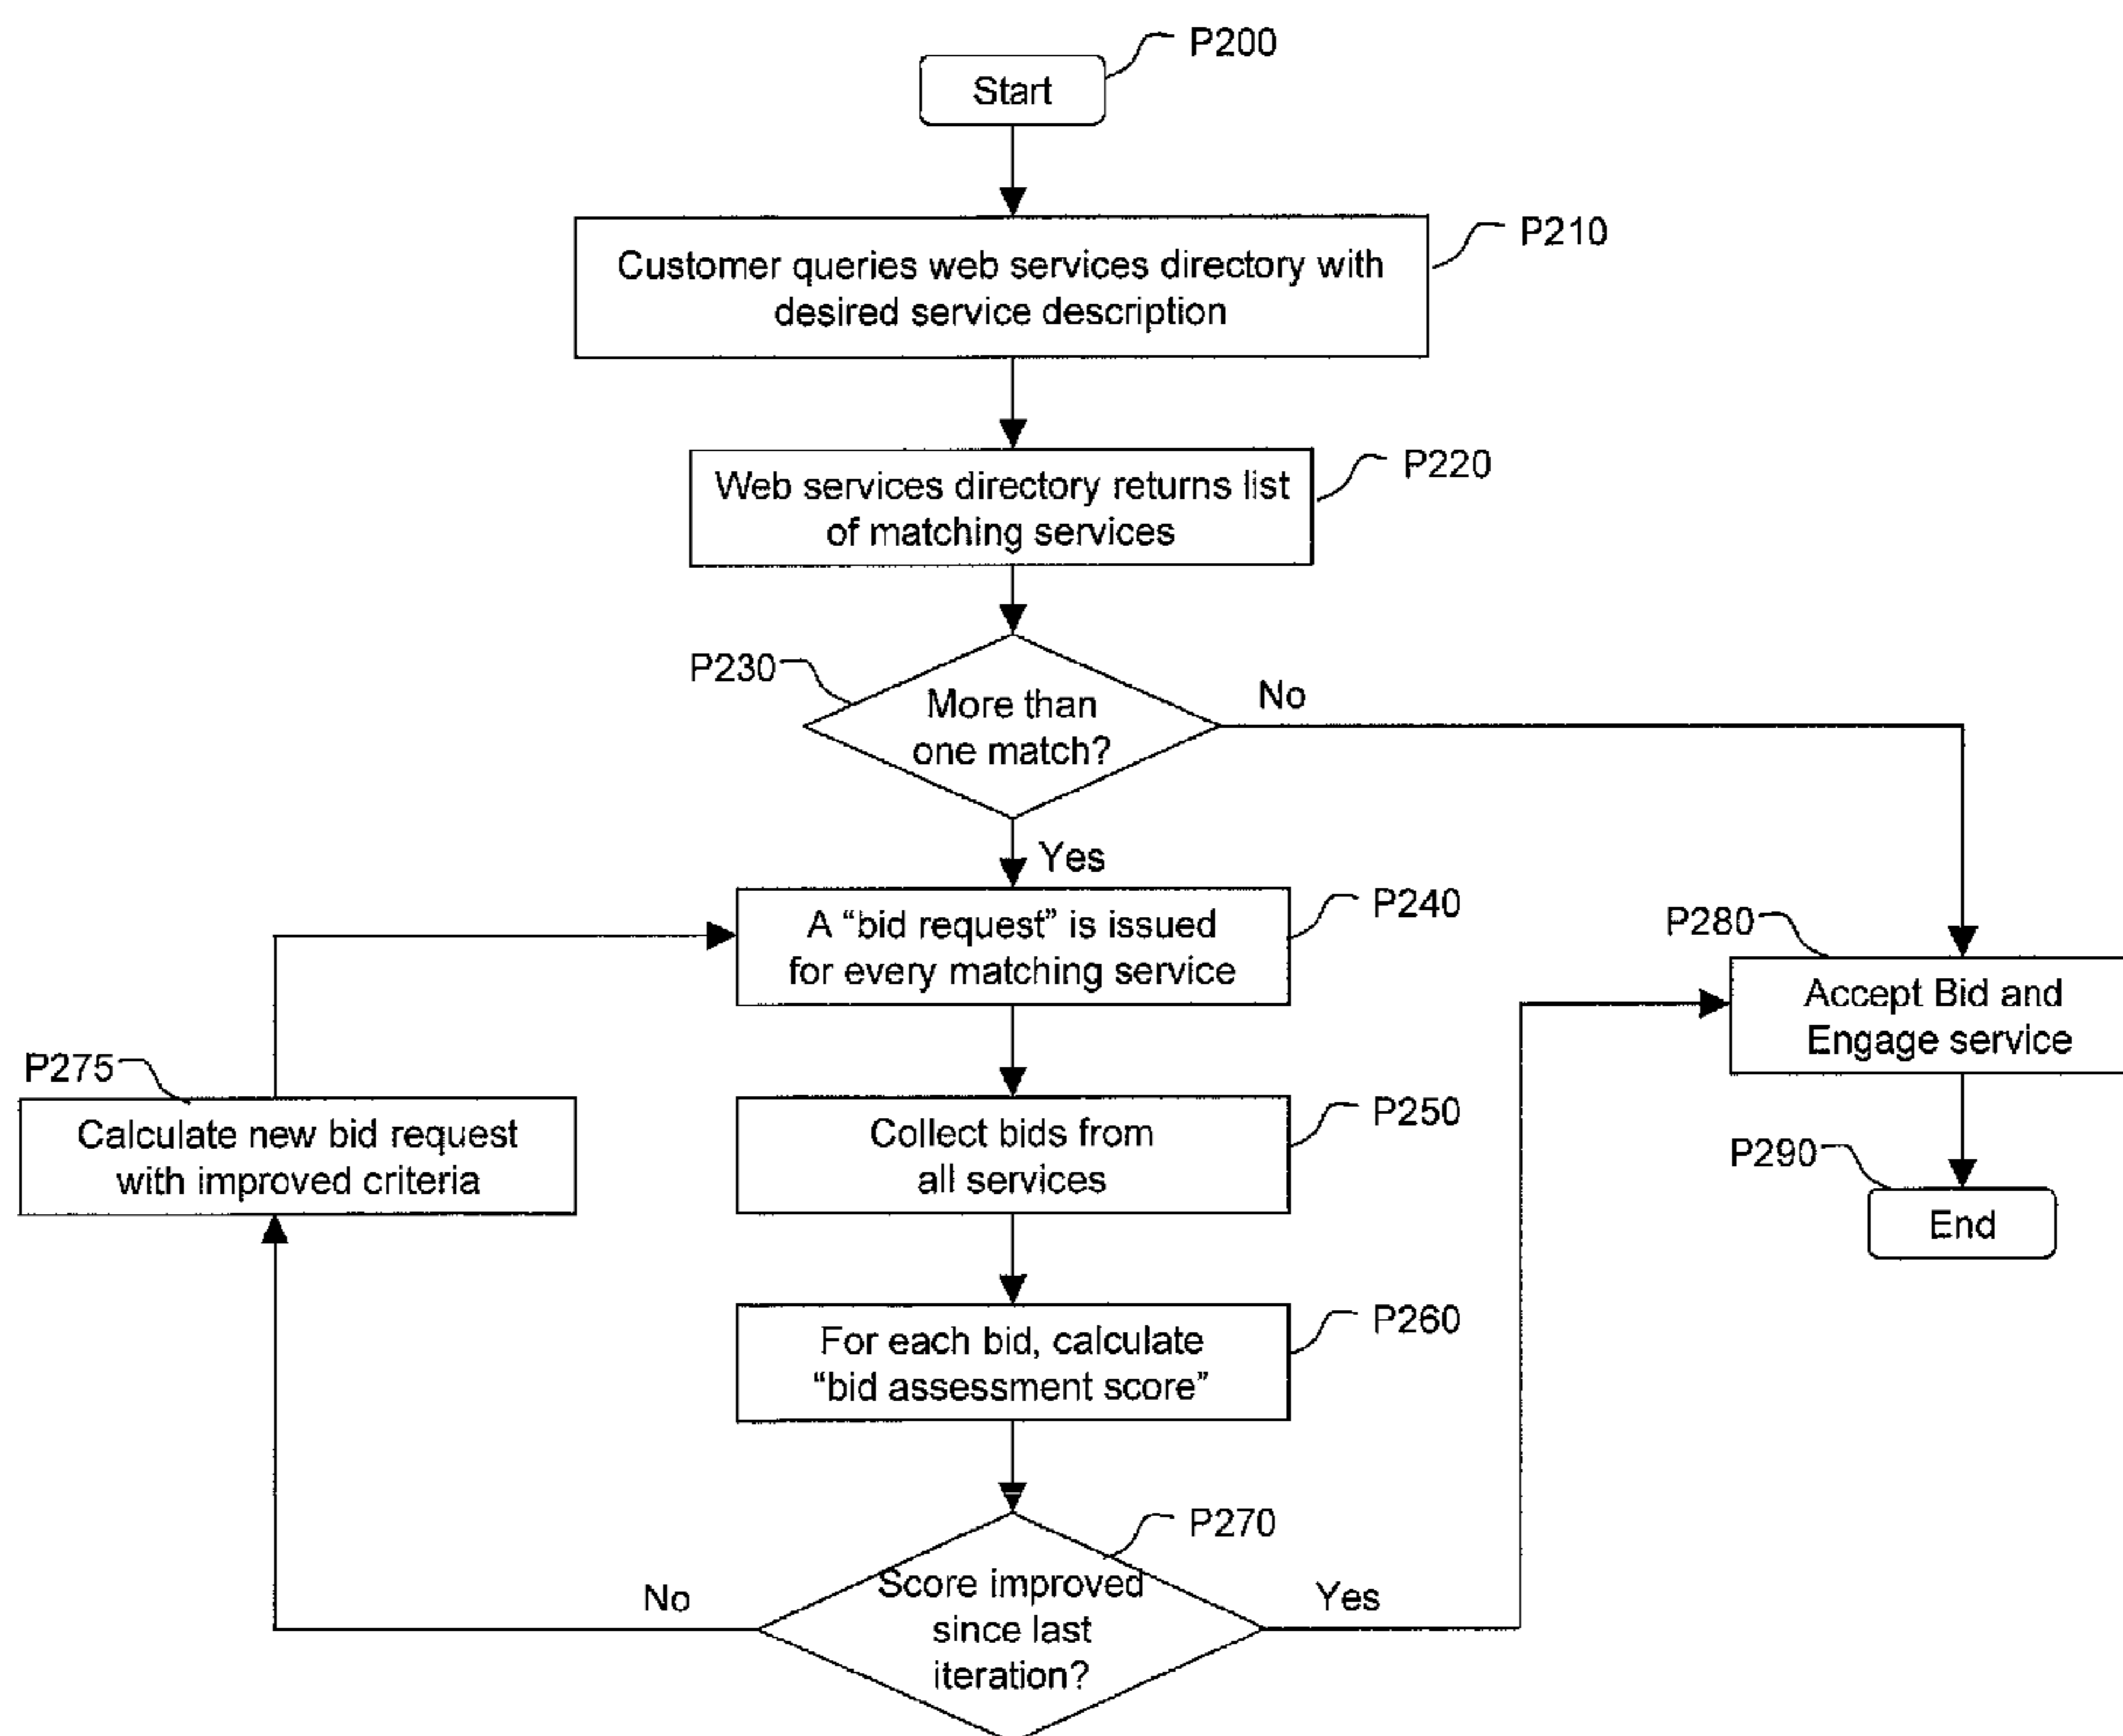 P200
Start
P210
Customer queries web services directory with
desired service description
P220
Web services directory returns list
of matching services
P230
More than
one match?
No
Yes
P240
A “bid request” is issued
for every matching service
P280
Accept Bid and
Engage service
P275
Calculate new bid request
with improved criteria
P250
Collect bids from
all services
P290
End
P260
For each bid, calculate
“bid assessment score”
P270
Score improved
since last
iteration?
No
Yes